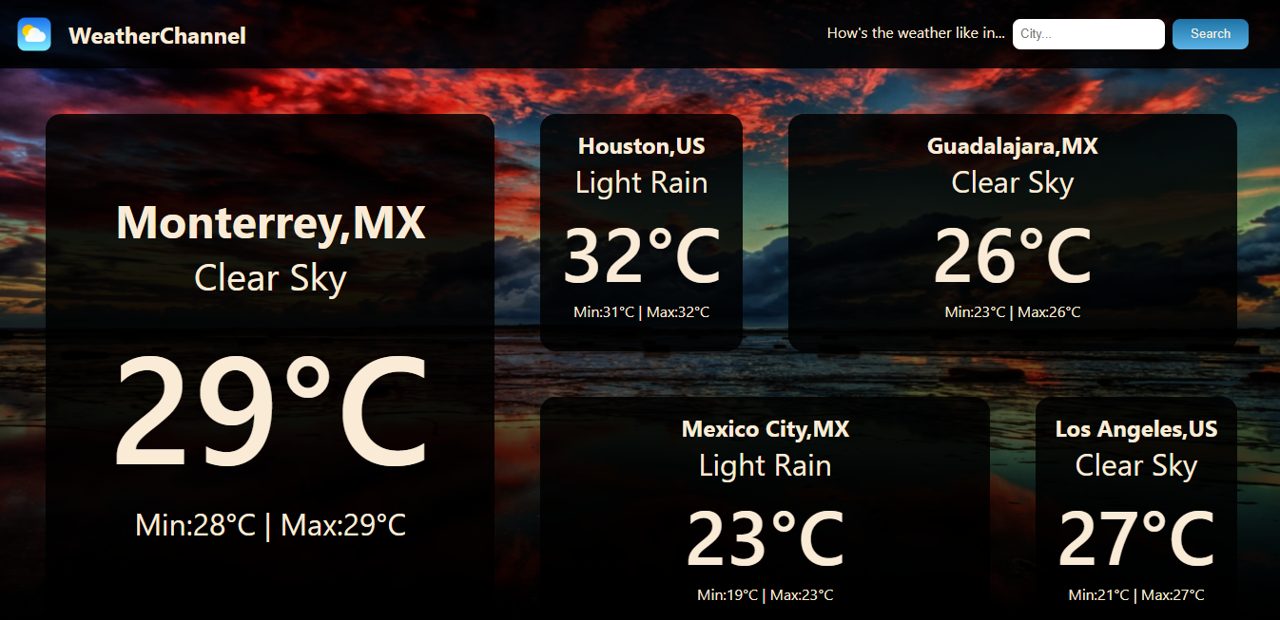 WeatherChannel
How's the weather like in...
City...
Search
Monterrey,MX
Clear Sky
29°C
Min:28°C | Max:29°C
Houston,US
Light Rain
32°C
Min:31°C | Max:32°C
Guadalajara,MX
Clear Sky
26°C
Min:23°C | Max:26°C
Mexico City,MX
Light Rain
23°C
Min:19°C | Max:23°C
Los Angeles,US
Clear Sky
27°C
Min:21°C | Max:27°C